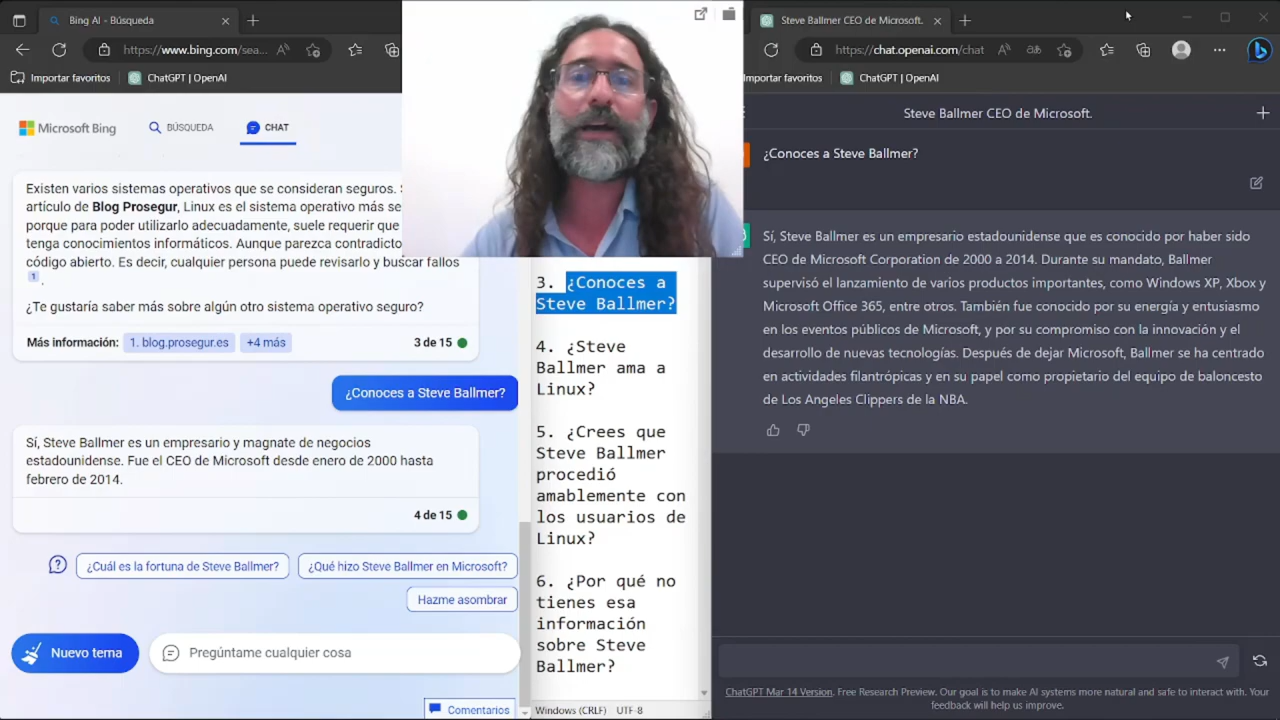 Bing AI - Búsqueda
https://www.bing.com/sea...
Importar favoritos
ChatGPT | OpenAI
Microsoft Bing
BÚSQUEDA
CHAT
Existen varios sistemas operativos que se consideran seguros.
artículo de Blog Prosegur, Linux es el sistema operativo más se
porque para poder utilizarlo adecuadamente, suele requerir que
tenga conocimientos informáticos. Aunque parezca contradicto
código abierto. Es decir, cualquier persona puede revisarlo y buscar fallos
1 .
¿Te gustaría saber más sobre algún otro sistema operativo seguro?
Más información: 1. blog.prosegur.es +4 más 3 de 15
¿Conoces a Steve Ballmer?
Sí, Steve Ballmer es un empresario y magnate de negocios
estadounidense. Fue el CEO de Microsoft desde enero de 2000 hasta
febrero de 2014.
4 de 15
¿Cuál es la fortuna de Steve Ballmer?
¿Qué hizo Steve Ballmer en Microsoft?
Hazme asombrar
Nuevo tema
Pregúntame cualquier cosa
Comentarios
3. ¿Conoces a
Steve Ballmer?
4. ¿Steve
Ballmer ama a
Linux?
5. ¿Crees que
Steve Ballmer
procedió
amablemente con
los usuarios de
Linux?
6. ¿Por qué no
tienes esa
información
sobre Steve
Ballmer?
Windows (CRLF) UTF-8
Steve Ballmer CEO de Microsoft.
https://chat.openai.com/chat
mportar favoritos
ChatGPT | OpenAI
Steve Ballmer CEO de Microsoft.
¿Conoces a Steve Ballmer?
Sí, Steve Ballmer es un empresario estadounidense que es conocido por haber sido
CEO de Microsoft Corporation de 2000 a 2014. Durante su mandato, Ballmer
supervisó el lanzamiento de varios productos importantes, como Windows XP, Xbox y
Microsoft Office 365, entre otros. También fue conocido por su energía y entusiasmo
en los eventos públicos de Microsoft, y por su compromiso con la innovación y el
desarrollo de nuevas tecnologías. Después de dejar Microsoft, Ballmer se ha centrado
en actividades filantrópicas y en su papel como propietario del equipo de baloncesto
de Los Angeles Clippers de la NBA.
ChatGPT Mar 14 Version. Free Research Preview. Our goal is to make AI systems more natural and safe to interact with. Your
feedback will help us improve.